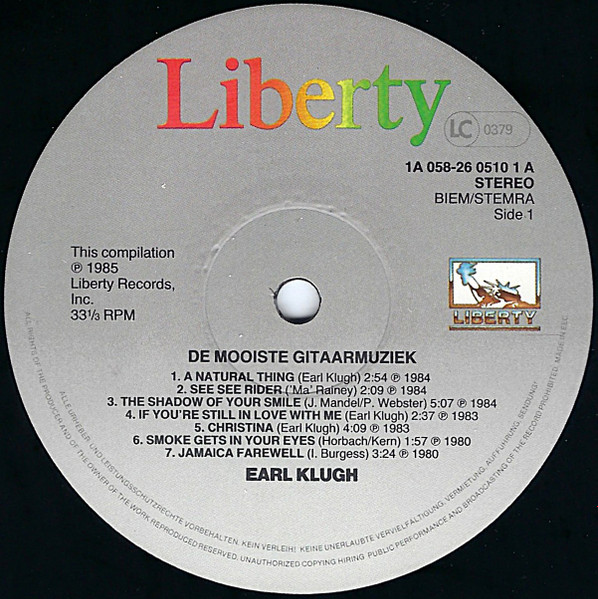 Liberty
LC 0379
1A 058-26 0510 1 A
STEREO
BIEM/STEMRA
Side 1
This compilation
℗ 1985
Liberty Records,
Inc.
33⅓ RPM
LIBERTY
DE MOOISTE GITAARMUZIEK
1. A NATURAL THING (Earl Klugh) 2:54 ℗ 1984
2. SEE SEE RIDER ('Ma' Rainey) 2:09 ℗ 1984
3. THE SHADOW OF YOUR SMILE (J. Mandel/P. Webster) 5:07 ℗ 1984
4. IF YOU'RE STILL IN LOVE WITH ME (Earl Klugh) 2:37 ℗ 1983
5. CHRISTINA (Earl Klugh) 4:09 ℗ 1983
6. SMOKE GETS IN YOUR EYES (Horbach/Kern) 1:57 ℗ 1980
7. JAMAICA FAREWELL (I. Burgess) 3:24 ℗ 1980
EARL KLUGH
ALLE URHEBER- UND LEISTUNGSSCHUTZRECHTE VORBEHALTEN. KEIN VERLEIH! KEINE UNERLAUBTE VERVIELFÄLTIGUNG, VERMIETUNG, AUFFÜHRUNG, SENDUNG!
ALL RIGHTS OF THE PRODUCER AND OF THE OWNER OF THE WORK REPRODUCED RESERVED. UNAUTHORIZED COPYING HIRING PUBLIC PERFORMANCE AND BROADCASTING OF THE RECORD PROHIBITED. MADE IN EEC.